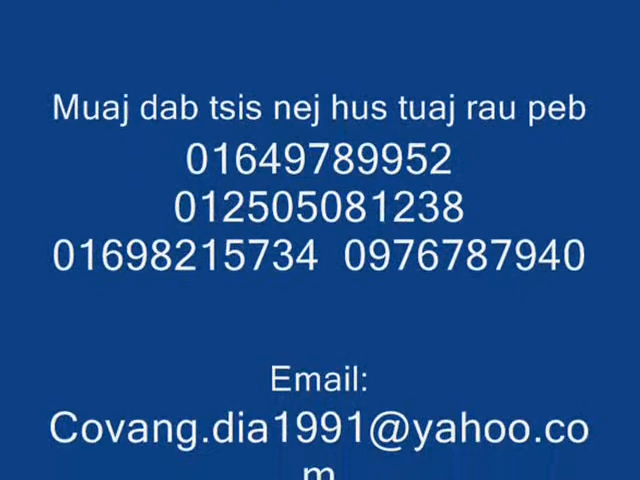 Muaj dab tsis nej hus tuaj rau peb
01649789952
012505081238
01698215734 0976787940
Email:
Covang.dia1991@yahoo.co
m